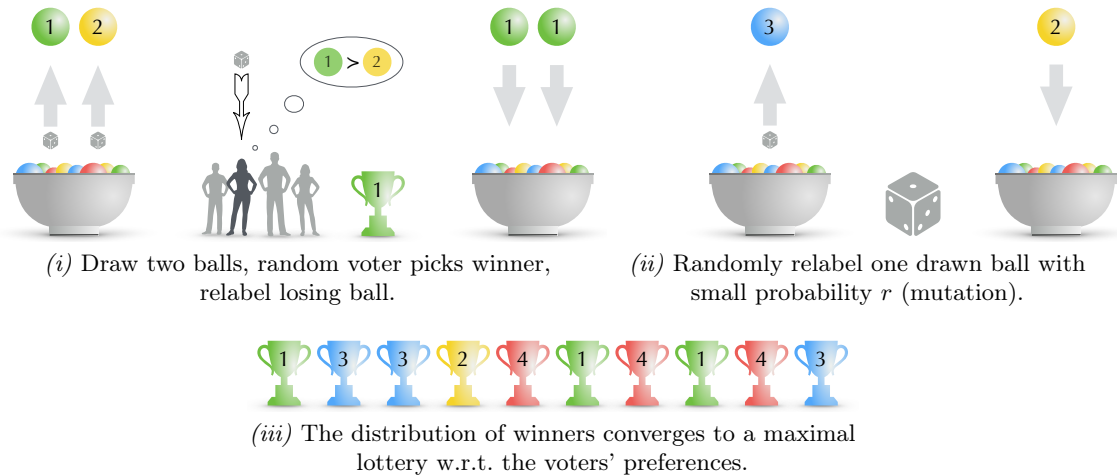 1 2
1 > 2
1
1 1
3
2
(i) Draw two balls, random voter picks winner,
relabel losing ball.
(ii) Randomly relabel one drawn ball with
small probability r (mutation).
1 3 3 2 4 1 4 1 4 3
(iii) The distribution of winners converges to a maximal
lottery w.r.t. the voters’ preferences.